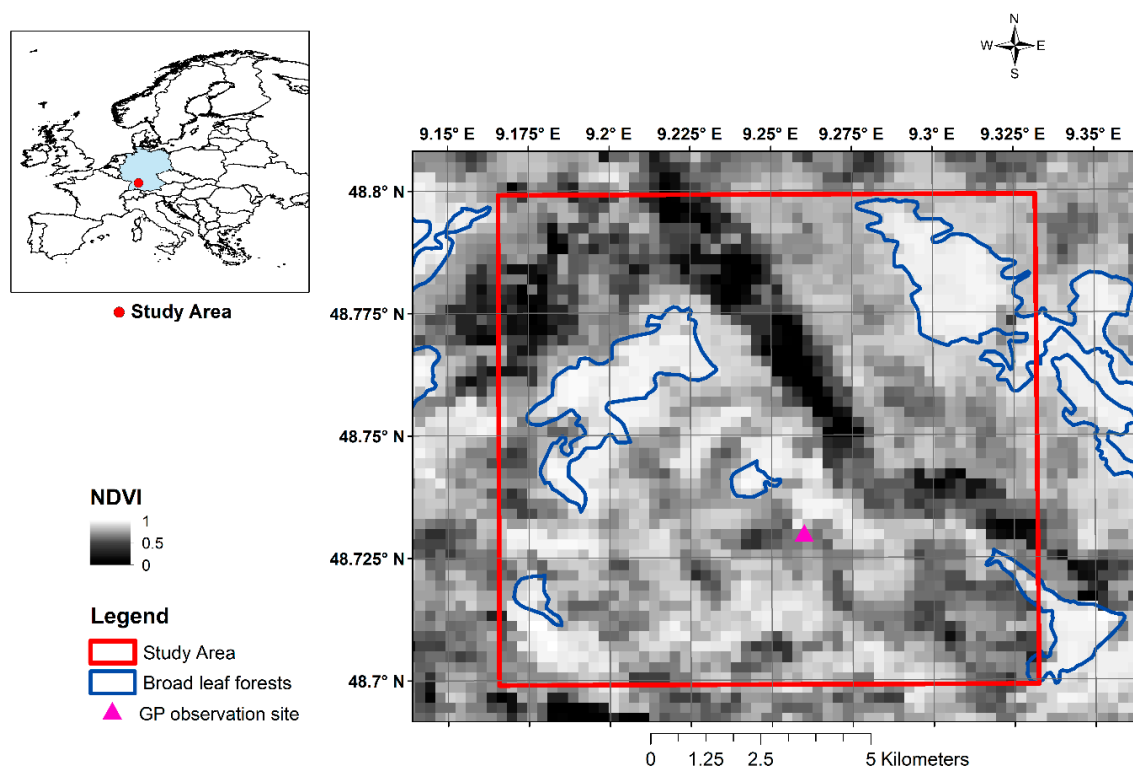 N
W E
S
9.15° E 9.175° E 9.2° E 9.225° E 9.25° E 9.275° E 9.3° E 9.325° E 9.35° E
48.8° N
48.775° N
48.75° N
48.725° N
48.7° N
Study Area
NDVI
1
0.5
0
Legend
Study Area
Broad leaf forests
GP observation site
0 1.25 2.5 5 Kilometers